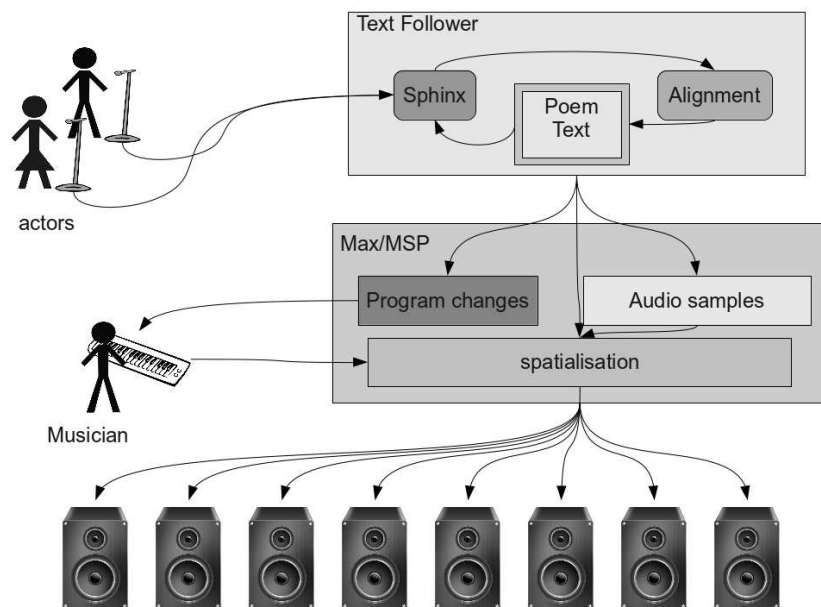 Text Follower
Sphinx
Alignment
Poem
Text
actors
Max/MSP
Program changes
Audio samples
spatialisation
Musician